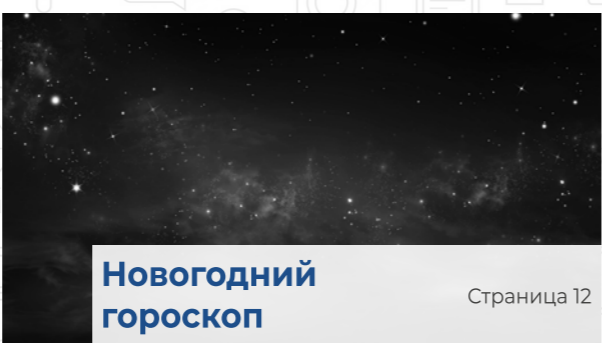 Новогодний
гороскоп
Страница 12